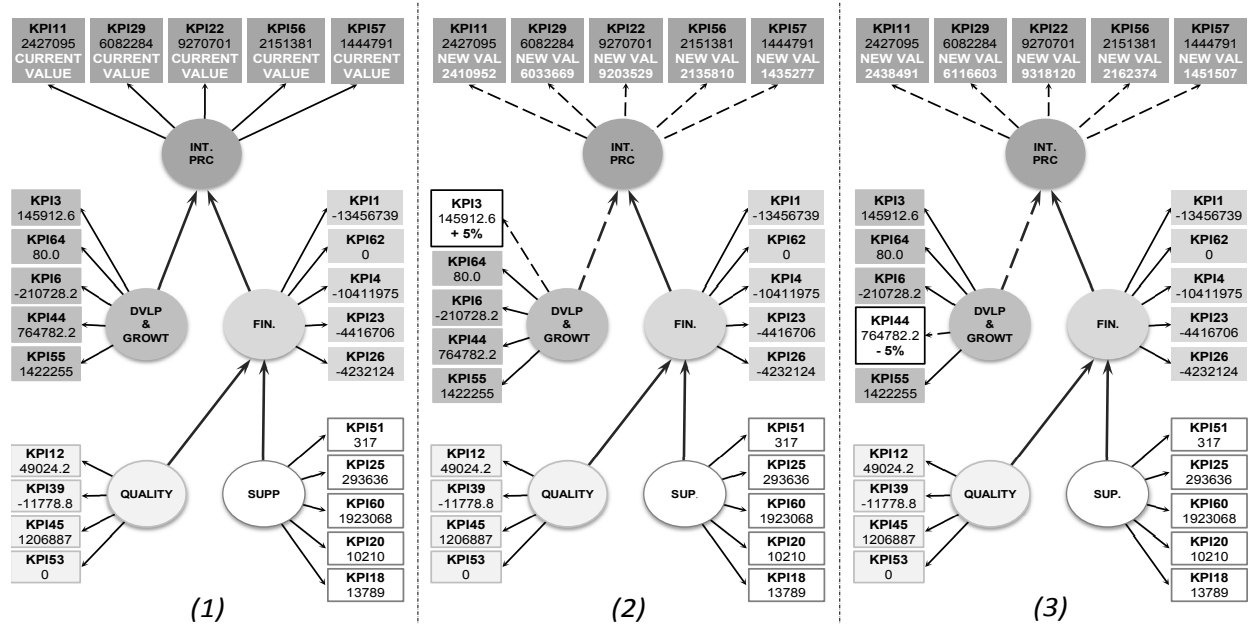 KPI11
2427095
CURRENT
VALUE
KPI29
6082284
CURRENT
VALUE
KPI22
9270701
CURRENT
VALUE
KPI56
2151381
CURRENT
VALUE
KPI57
1444791
CURRENT
VALUE
INT.
PRC
KPI3
145912.6
KPI64
80.0
KPI6
-210728.2
KPI44
764782.2
KPI55
1422255
DVLP
&
GROWT
FIN.
KPI1
-13456739
KPI62
0
KPI4
-10411975
KPI23
-4416706
KPI26
-4232124
KPI12
49024.2
KPI39
-11778.8
KPI45
1206887
KPI53
0
QUALITY
SUPP
KPI51
317
KPI25
293636
KPI60
1923068
KPI20
10210
KPI18
13789
(1)
KPI11
2427095
NEW VAL
2410952
KPI29
6082284
NEW VAL
6033669
KPI22
9270701
NEW VAL
9203529
KPI56
2151381
NEW VAL
2135810
KPI57
1444791
NEW VAL
1435277
INT.
PRC
KPI3
145912.6
+ 5%
KPI64
80.0
KPI6
-210728.2
KPI44
764782.2
KPI55
1422255
DVLP
&
GROWT
FIN.
KPI1
-13456739
KPI62
0
KPI4
-10411975
KPI23
-4416706
KPI26
-4232124
KPI12
49024.2
KPI39
-11778.8
KPI45
1206887
KPI53
0
QUALITY
SUP.
KPI51
317
KPI25
293636
KPI60
1923068
KPI20
10210
KPI18
13789
(2)
KPI11
2427095
NEW VAL
2438491
KPI29
6082284
NEW VAL
6116603
KPI22
9270701
NEW VAL
9318120
KPI56
2151381
NEW VAL
2162374
KPI57
1444791
NEW VAL
1451507
INT.
PRC
KPI3
145912.6
KPI64
80.0
KPI6
-210728.2
KPI44
764782.2
- 5%
KPI55
1422255
DVLP
&
GROWT
FIN.
KPI1
-13456739
KPI62
0
KPI4
-10411975
KPI23
-4416706
KPI26
-4232124
KPI12
49024.2
KPI39
-11778.8
KPI45
1206887
KPI53
0
QUALITY
SUP.
KPI51
317
KPI25
293636
KPI60
1923068
KPI20
10210
KPI18
13789
(3)